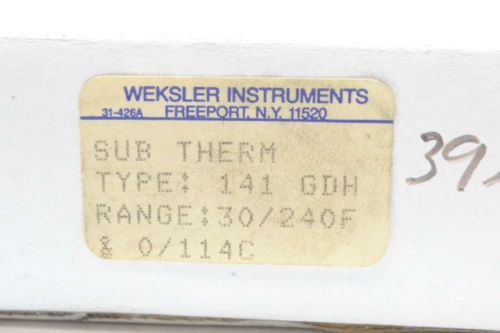 WEKSLER INSTRUMENTS
31-426A FREEPORT, N.Y. 11520
SUB THERM
TYPE: 141 GDH
RANGE:30/240F
& 0/114C